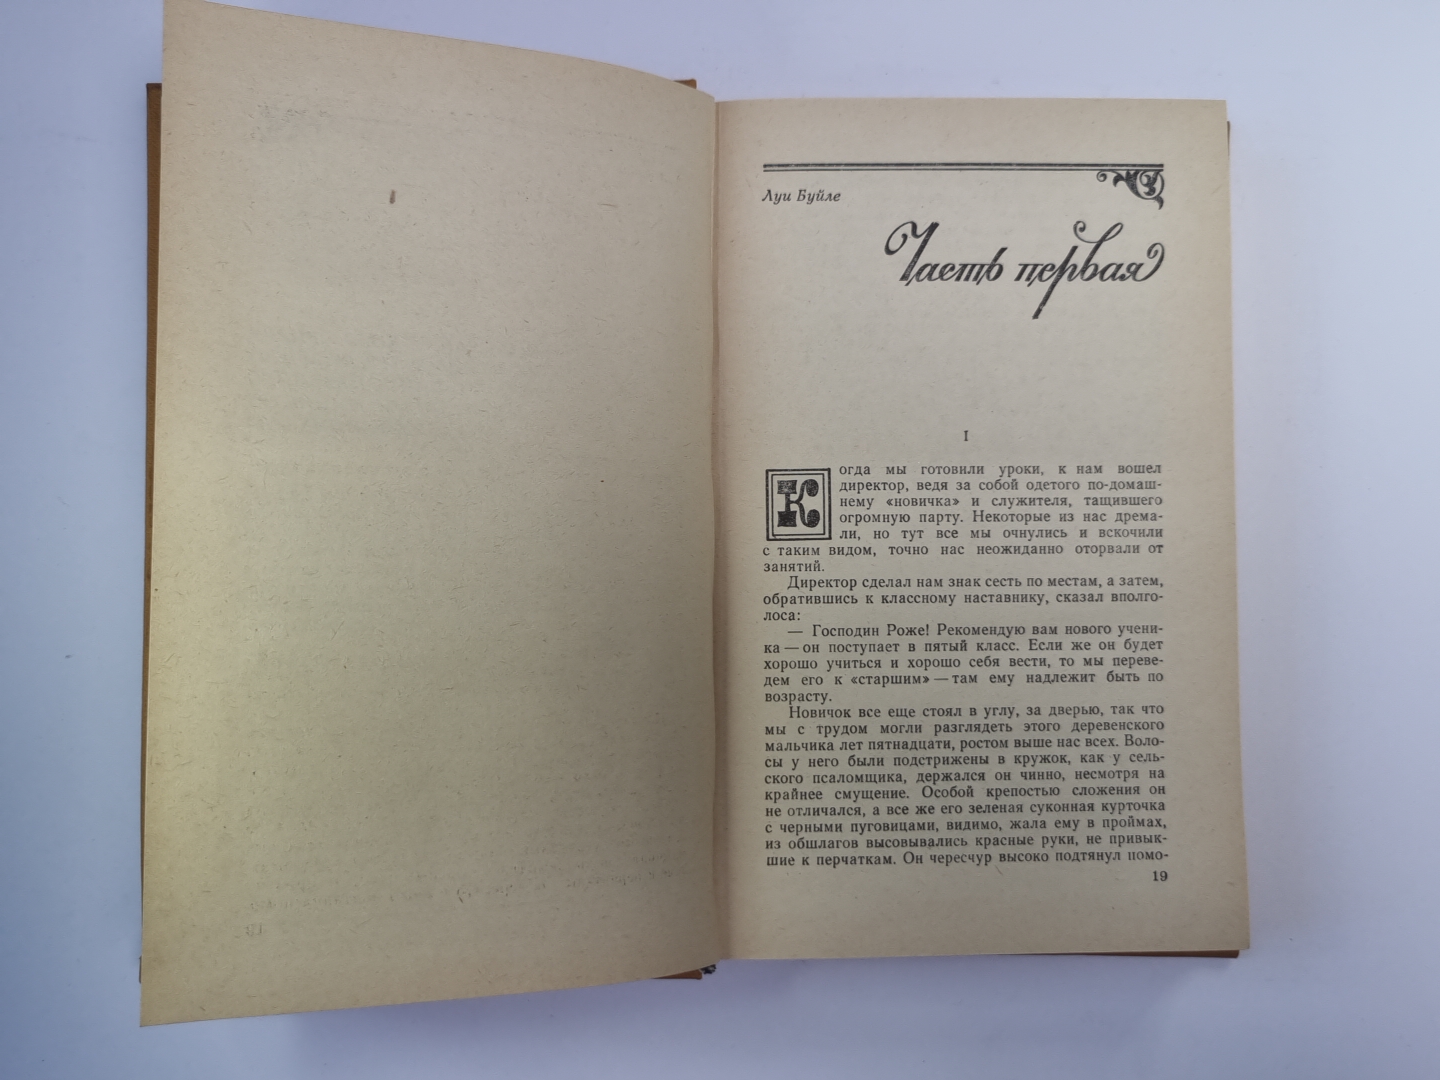 Луи Буйле
Часть первая
I
Когда мы готовили уроки, к нам вошел
директор, ведя за собой одетого по-домаш-
нему «новичка» и служителя, тащившего
огромную парту. Некоторые из нас дрема-
ли, но тут все мы очнулись и вскочили
с таким видом, точно нас неожиданно оторвали от
занятий.
Директор сделал нам знак сесть по местам, а затем,
обратившись к классному наставнику, сказал вполго-
лоса:
— Господин Роже! Рекомендую вам нового учени-
ка — он поступает в пятый класс. Если же он будет
хорошо учиться и хорошо себя вести, то мы переве-
дем его к «старшим» — там ему надлежит быть по
возрасту.
Новичок все еще стоял в углу, за дверью, так что
мы с трудом могли разглядеть этого деревенского
мальчика лет пятнадцати, ростом выше нас всех. Воло-
сы у него были подстрижены в кружок, как у сель-
ского псаломщика, держался он чинно, несмотря на
крайнее смущение. Особой крепостью сложения он
не отличался, а все же его зеленая суконная курточка
с черными пуговицами, видимо, жала ему в проймах,
из обшлагов высовывались красные руки, не привык-
шие к перчаткам. Он чересчур высоко подтянул помо-
19